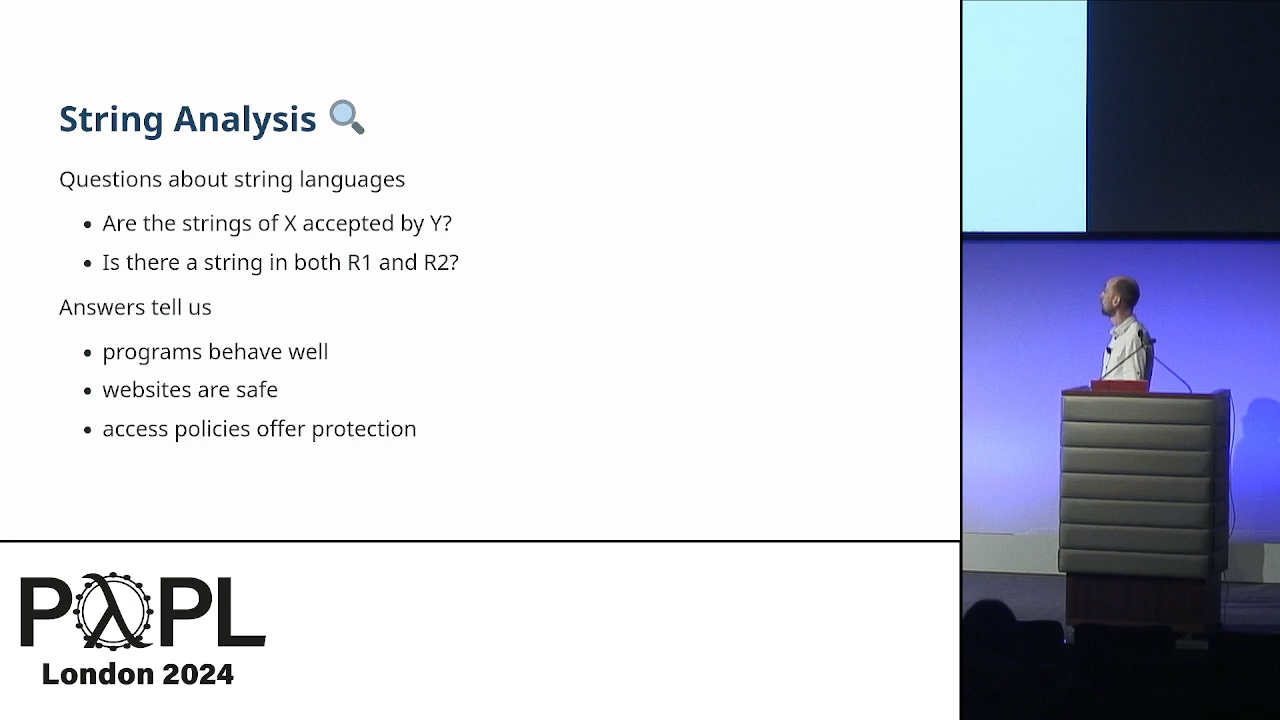 String Analysis
Questions about string languages
• Are the strings of X accepted by Y?
• Is there a string in both R1 and R2?
Answers tell us
• programs behave well
• websites are safe
• access policies offer protection
PλPL
London 2024